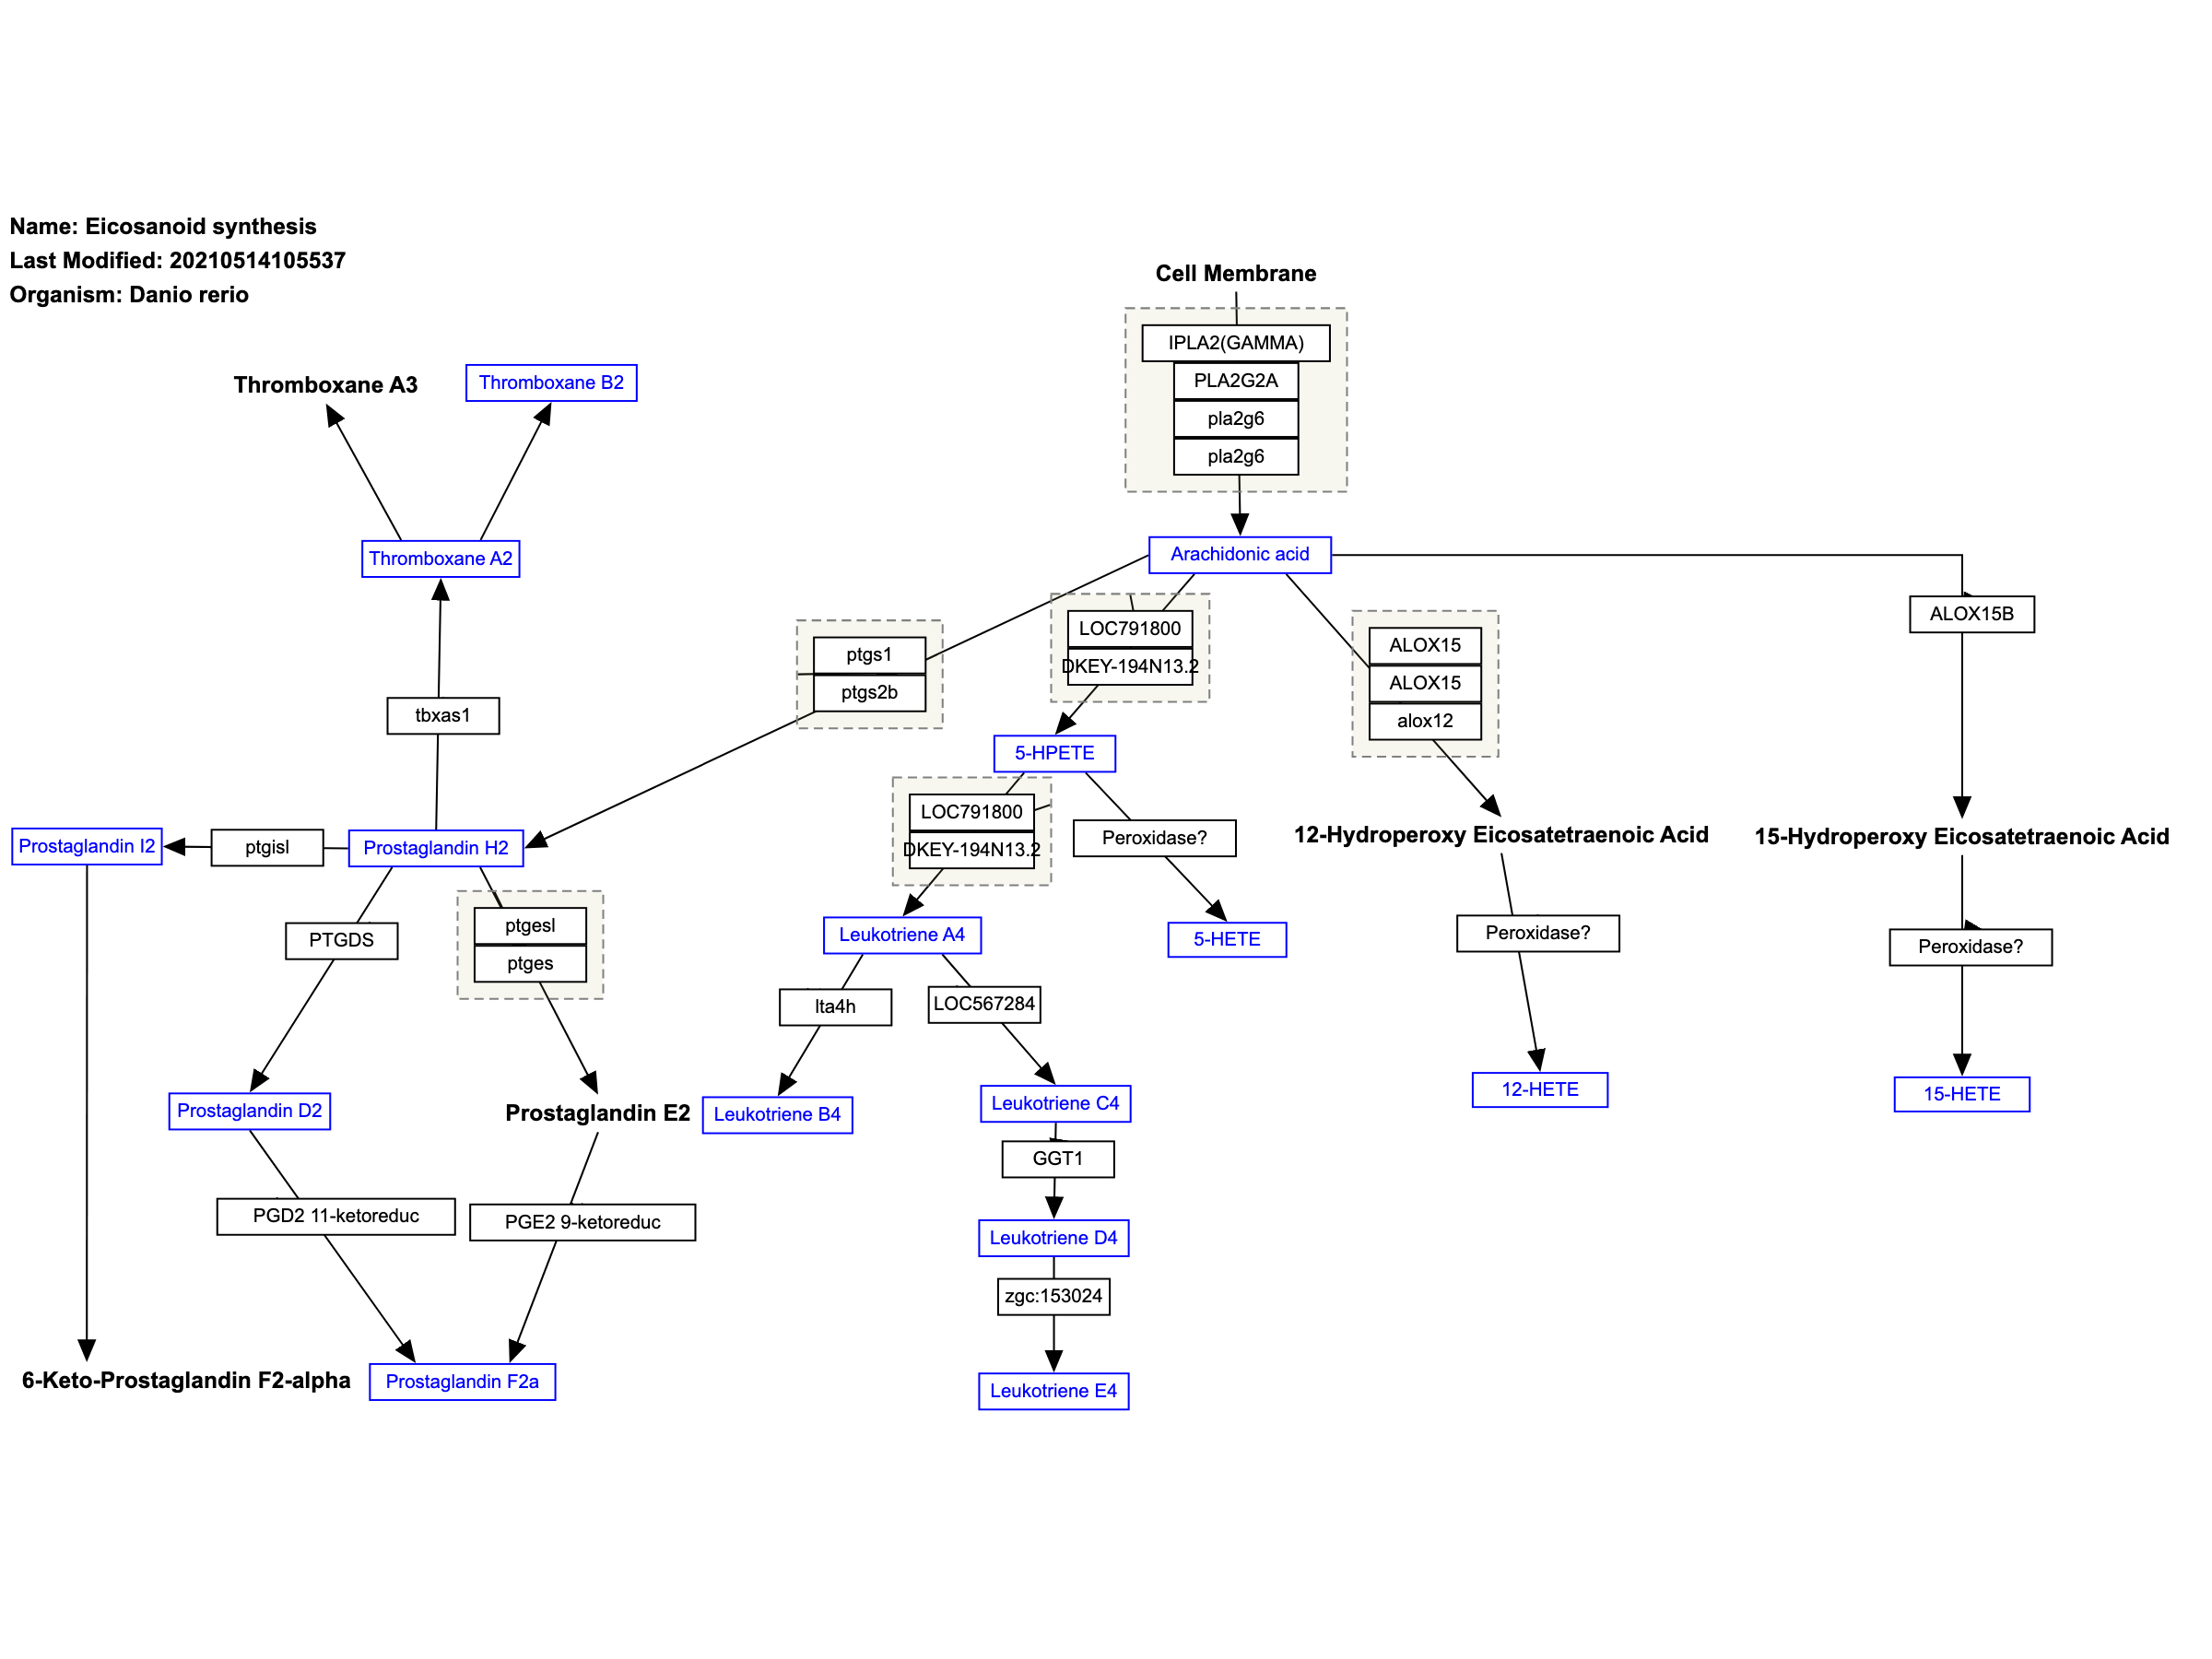 Name: Eicosanoid synthesis
Last Modified: 20210514105537
Organism: Danio rerio
Cell Membrane
IPLA2(GAMMA)
PLA2G2A
pla2g6
pla2g6
Thromboxane A3
Thromboxane B2
Thromboxane A2
Arachidonic acid
ptgs1
ptgs2b
LOC791800
DKEY-194N13.2
ALOX15
ALOX15
alox12
ALOX15B
tbxas1
5-HPETE
Prostaglandin I2
ptgisl
Prostaglandin H2
LOC791800
DKEY-194N13.2
Peroxidase?
12-Hydroperoxy Eicosatetraenoic Acid
15-Hydroperoxy Eicosatetraenoic Acid
PTGDS
ptgesl
ptges
Leukotriene A4
5-HETE
Peroxidase?
Peroxidase?
lta4h
LOC567284
Prostaglandin D2
Prostaglandin E2
Leukotriene B4
Leukotriene C4
12-HETE
15-HETE
GGT1
PGD2 11-ketoreduc
PGE2 9-ketoreduc
Leukotriene D4
zgc:153024
6-Keto-Prostaglandin F2-alpha
Prostaglandin F2a
Leukotriene E4